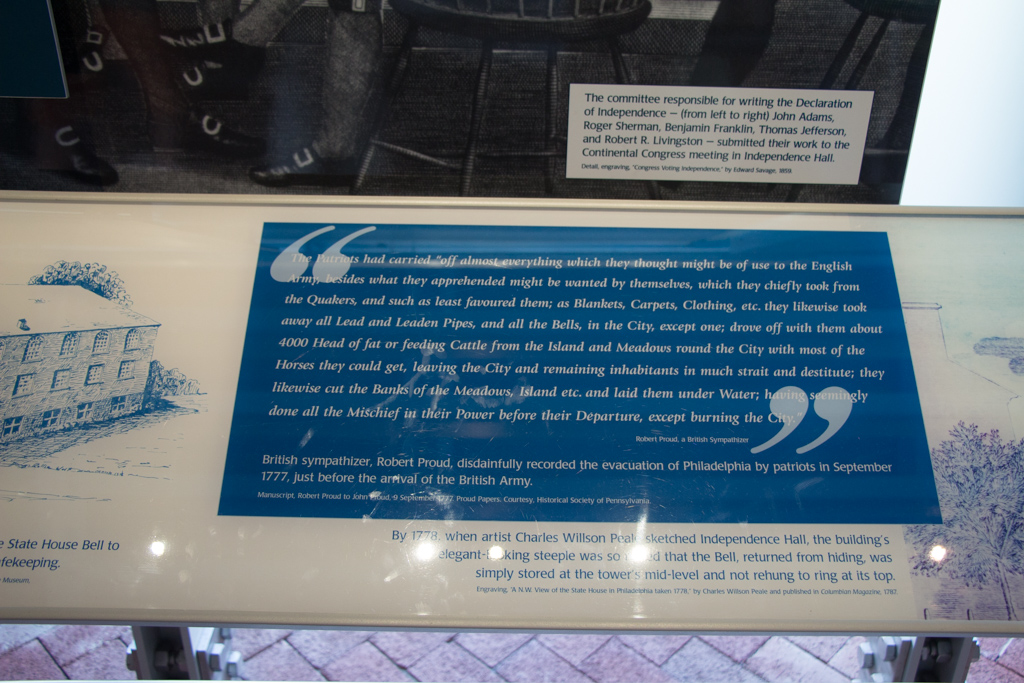 The committee responsible for writing the Declaration
of Independence – (from left to right) John Adams,
Roger Sherman, Benjamin Franklin, Thomas Jefferson,
and Robert R. Livingston – submitted their work to the
Continental Congress meeting in Independence Hall.
Detail, engraving, "Congress Voting Independence," by Edward Savage, 1859.
The Patriots had carried "off almost everything which they thought might be of use to the English
Army, besides what they apprehended might be wanted by themselves, which they chiefly took from
the Quakers, and such as least favoured them; as Blankets, Carpets, Clothing, etc. they likewise took
away all Lead and Leaden Pipes, and all the Bells, in the City, except one; drove off with them about
4000 Head of fat or feeding Cattle from the Island and Meadows round the City with most of the
Horses they could get, leaving the City and remaining inhabitants in much strait and destitute; they
likewise cut the Banks of the Meadows, Island etc. and laid them under Water; having seemingly
done all the Mischief in their Power before their Departure, except burning the City."
Robert Proud, a British Sympathizer
British sympathizer, Robert Proud, disdainfully recorded the evacuation of Philadelphia by patriots in September
1777, just before the arrival of the British Army.
Manuscript, Robert Proud to John Proud, 9 September 1777. Proud Papers. Courtesy, Historical Society of Pennsylvania.
State House Bell to
safekeeping.
Museum.
By 1778, when artist Charles Willson Peale sketched Independence Hall, the building's
elegant-looking steeple was so that the Bell, returned from hiding, was
simply stored at the tower's mid-level and not rehung to ring at its top.
Engraving, "A N.W. View of the State House in Philadelphia taken 1778," by Charles Willson Peale and published in Columbian Magazine, 1787.